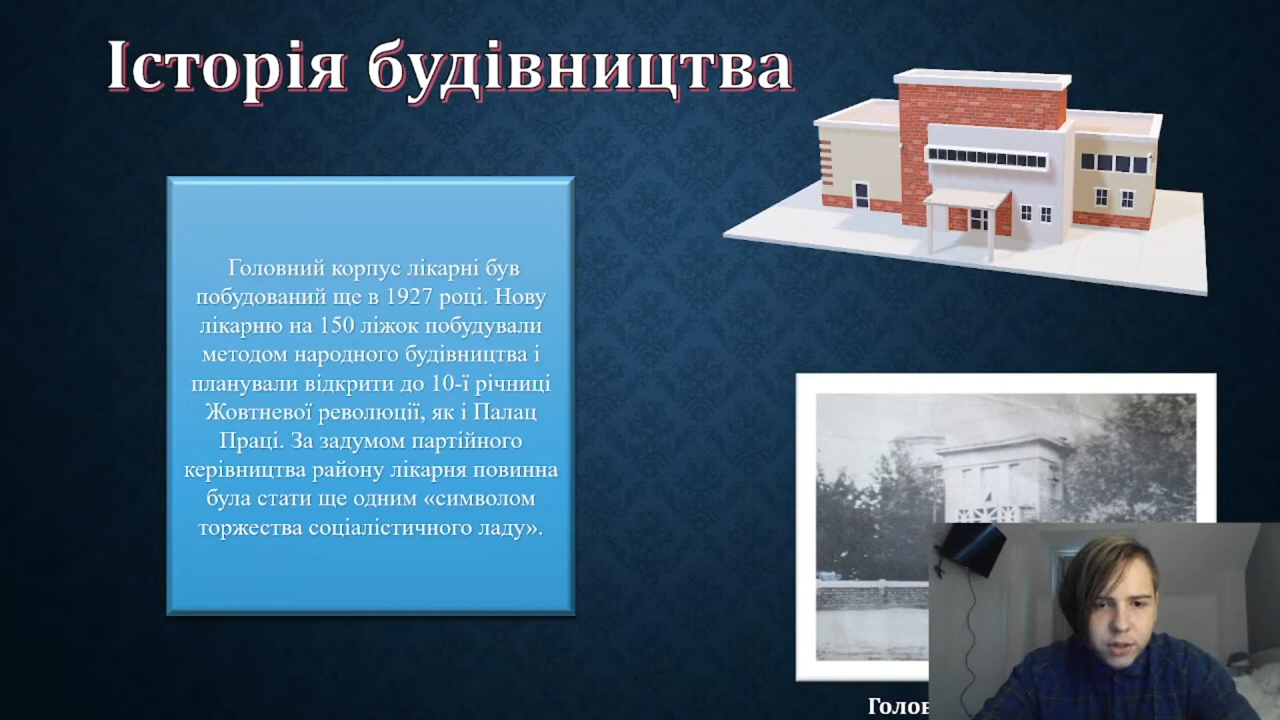 Історія будівництва
Головний корпус лікарні був
побудований ще в 1927 році. Нову
лікарню на 150 ліжок побудували
методом народного будівництва і
планували відкрити до 10-ї річниці
Жовтневої революції, як і Палац
Праці. За задумом партійного
керівництва району лікарня повинна
була стати ще одним «символом
торжества соціалістичного ладу».